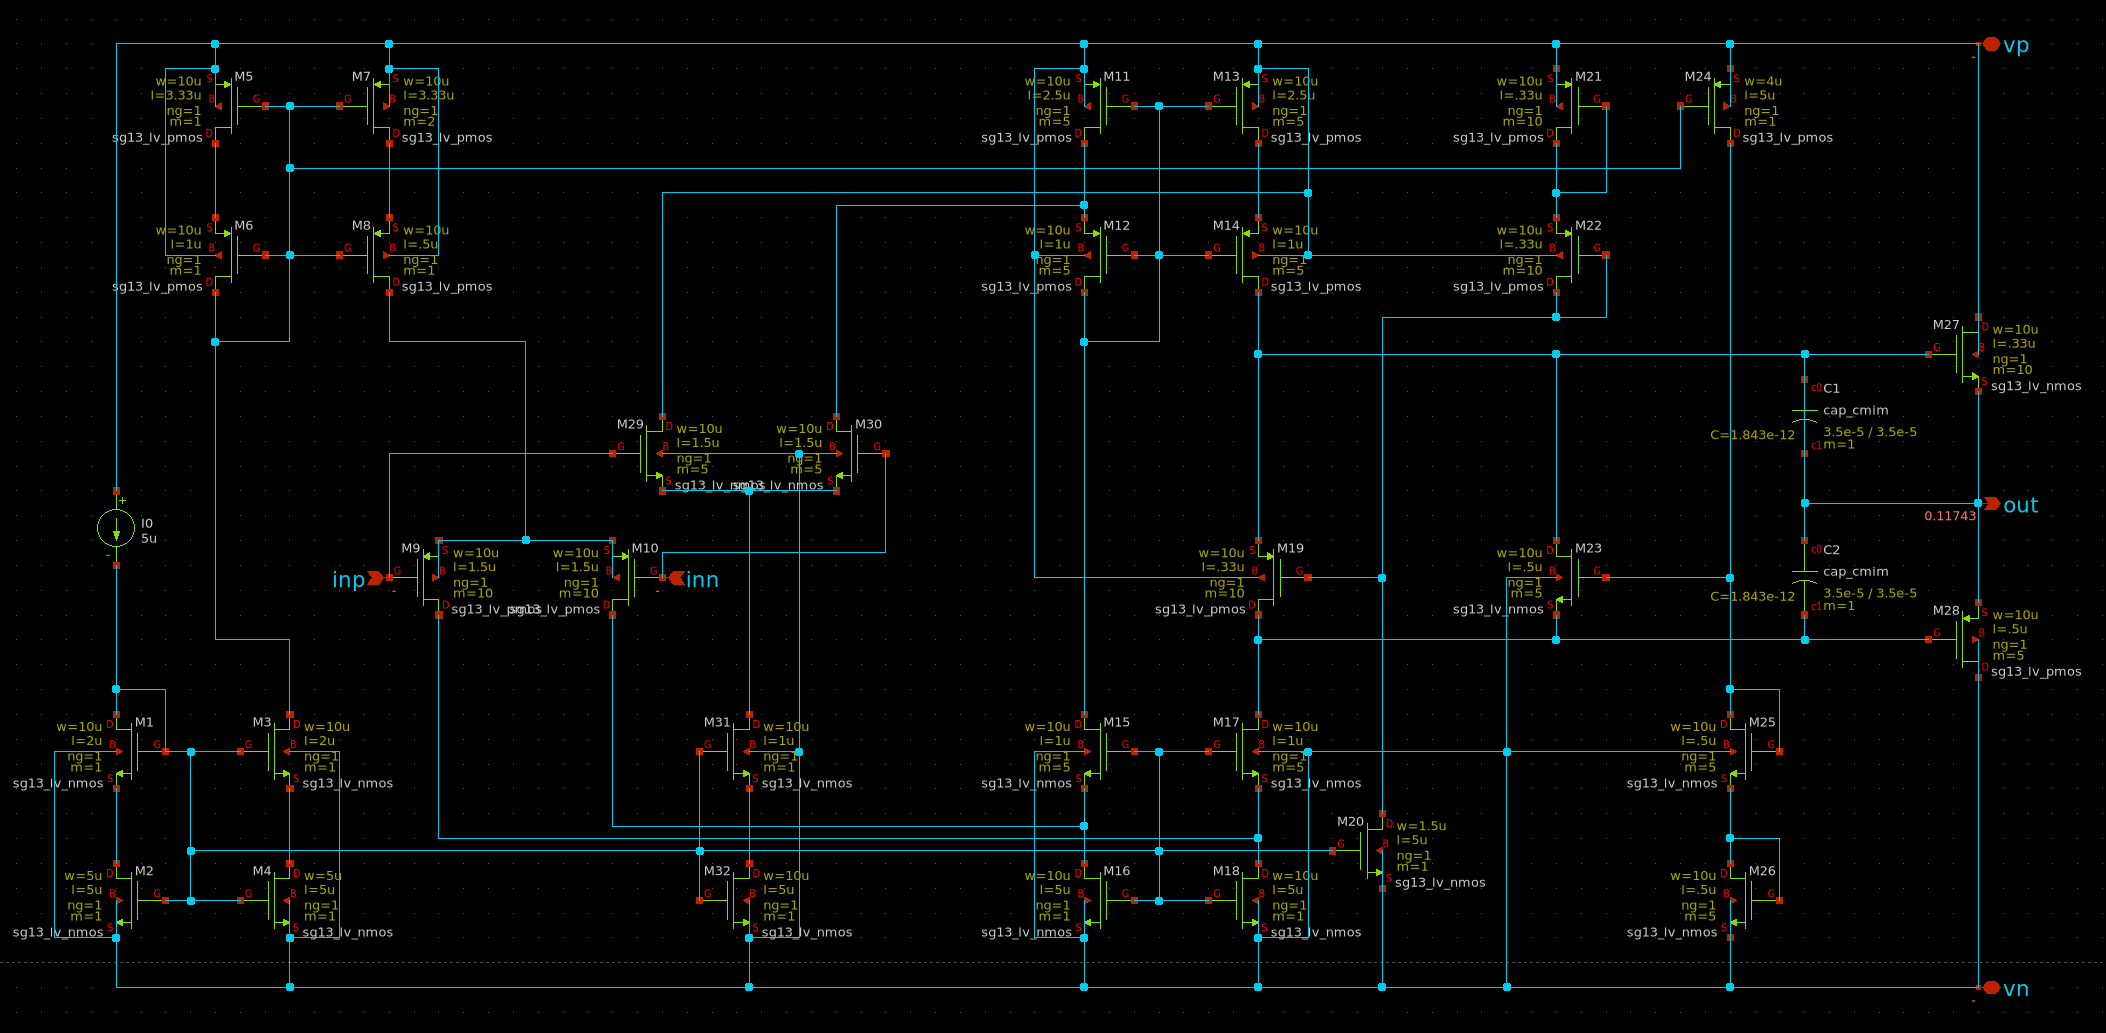 vp
M5
w=10u
l=3.33u
ng=1
m=1
sg13_lv_pmos
S
G
B
D
M7
w=10u
l=3.33u
ng=1
m=2
sg13_lv_pmos
S
G
B
D
M11
w=10u
l=2.5u
ng=1
m=5
sg13_lv_pmos
S
G
B
D
M13
w=10u
l=2.5u
ng=1
m=5
sg13_lv_pmos
S
G
B
D
M21
w=10u
l=.33u
ng=1
m=10
sg13_lv_pmos
S
G
B
D
M24
w=4u
l=5u
ng=1
m=1
sg13_lv_pmos
S
G
B
D
M6
w=10u
l=1u
ng=1
m=1
sg13_lv_pmos
S
G
B
D
M8
w=10u
l=.5u
ng=1
m=1
sg13_lv_pmos
S
G
B
D
M12
w=10u
l=1u
ng=1
m=5
sg13_lv_pmos
S
G
B
D
M14
w=10u
l=1u
ng=1
m=5
sg13_lv_pmos
S
G
B
D
M22
w=10u
l=.33u
ng=1
m=10
sg13_lv_pmos
S
G
B
D
M27
w=10u
l=.33u
ng=1
m=10
sg13_lv_nmos
D
G
B
S
c0 C1
cap_cmim
C=1.843e-12
3.5e-5 / 3.5e-5
c1 m=1
M29
w=10u
l=1.5u
ng=1
m=5
sg13_lv_nmos
D
G
B
S
M30
w=10u
l=1.5u
ng=1
m=5
sg13_lv_nmos
D
G
B
S
I0
5u
+
-
out
0.11743
inp
M9
w=10u
l=1.5u
ng=1
m=10
sg13_lv_pmos
S
G
B
D
M10
w=10u
l=1.5u
ng=1
m=10
sg13_lv_pmos
S
G
B
D
inn
M19
w=10u
l=.33u
ng=1
m=10
sg13_lv_pmos
S
G
B
D
M23
w=10u
l=.5u
ng=1
m=5
sg13_lv_nmos
D
G
B
S
c0 C2
cap_cmim
C=1.843e-12
3.5e-5 / 3.5e-5
c1 m=1
M28
w=10u
l=.5u
ng=1
m=5
sg13_lv_pmos
S
G
B
D
M1
w=10u
l=2u
ng=1
m=1
sg13_lv_nmos
D
G
B
S
M3
w=10u
l=2u
ng=1
m=1
sg13_lv_nmos
D
G
B
S
M31
w=10u
l=1u
ng=1
m=1
sg13_lv_nmos
D
G
B
S
M15
w=10u
l=1u
ng=1
m=5
sg13_lv_nmos
D
G
B
S
M17
w=10u
l=1u
ng=1
m=5
sg13_lv_nmos
D
G
B
S
M25
w=10u
l=.5u
ng=1
m=5
sg13_lv_nmos
D
G
B
S
M20
w=1.5u
l=5u
ng=1
m=1
sg13_lv_nmos
D
G
B
S
M2
w=5u
l=5u
ng=1
m=1
sg13_lv_nmos
D
G
B
S
M4
w=5u
l=5u
ng=1
m=1
sg13_lv_nmos
D
G
B
S
M32
w=10u
l=5u
ng=1
m=1
sg13_lv_nmos
D
G
B
S
M16
w=10u
l=5u
ng=1
m=1
sg13_lv_nmos
D
G
B
S
M18
w=10u
l=5u
ng=1
m=1
sg13_lv_nmos
D
G
B
S
M26
w=10u
l=.5u
ng=1
m=5
sg13_lv_nmos
D
G
B
S
vn